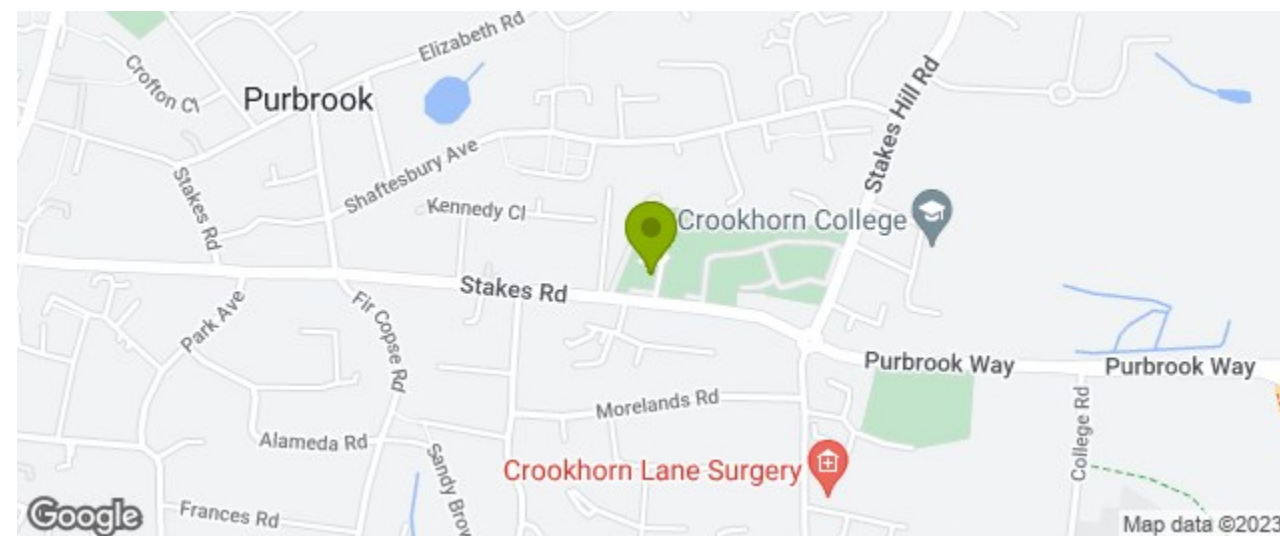 Elizabeth Rd
Crofton Cl
Purbrook
Stakes Hill Rd
Shaftesbury Ave
Stakes Rd
Kennedy Cl
Crookhorn College
Stakes Rd
Park Ave
Fir Copse Rd
Purbrook Way
Purbrook Way
Morelands Rd
College Rd
Alameda Rd
Sandy Brow
Crookhorn Lane Surgery
Frances Rd
Google
Map data ©2023